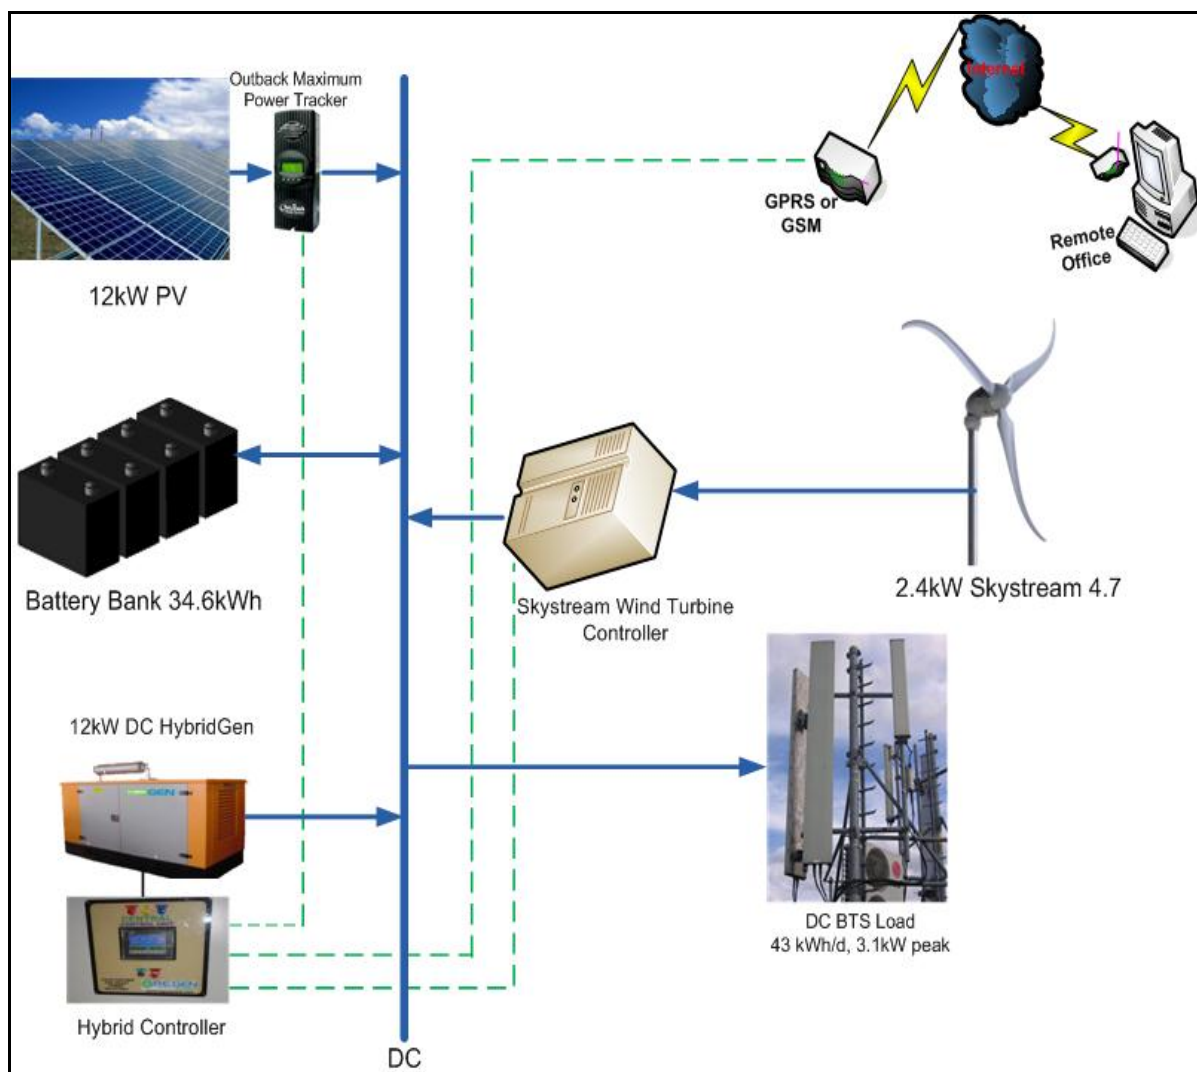 Outback Maximum
Power Tracker
12kW PV
Internet
GPRS or
GSM
Remote
Office
Battery Bank 34.6kWh
Skystream Wind Turbine
Controller
2.4kW Skystream 4.7
12kW DC HybridGen
GEN
DC BTS Load
43 kWh/d, 3.1kW peak
Hybrid Controller
DC